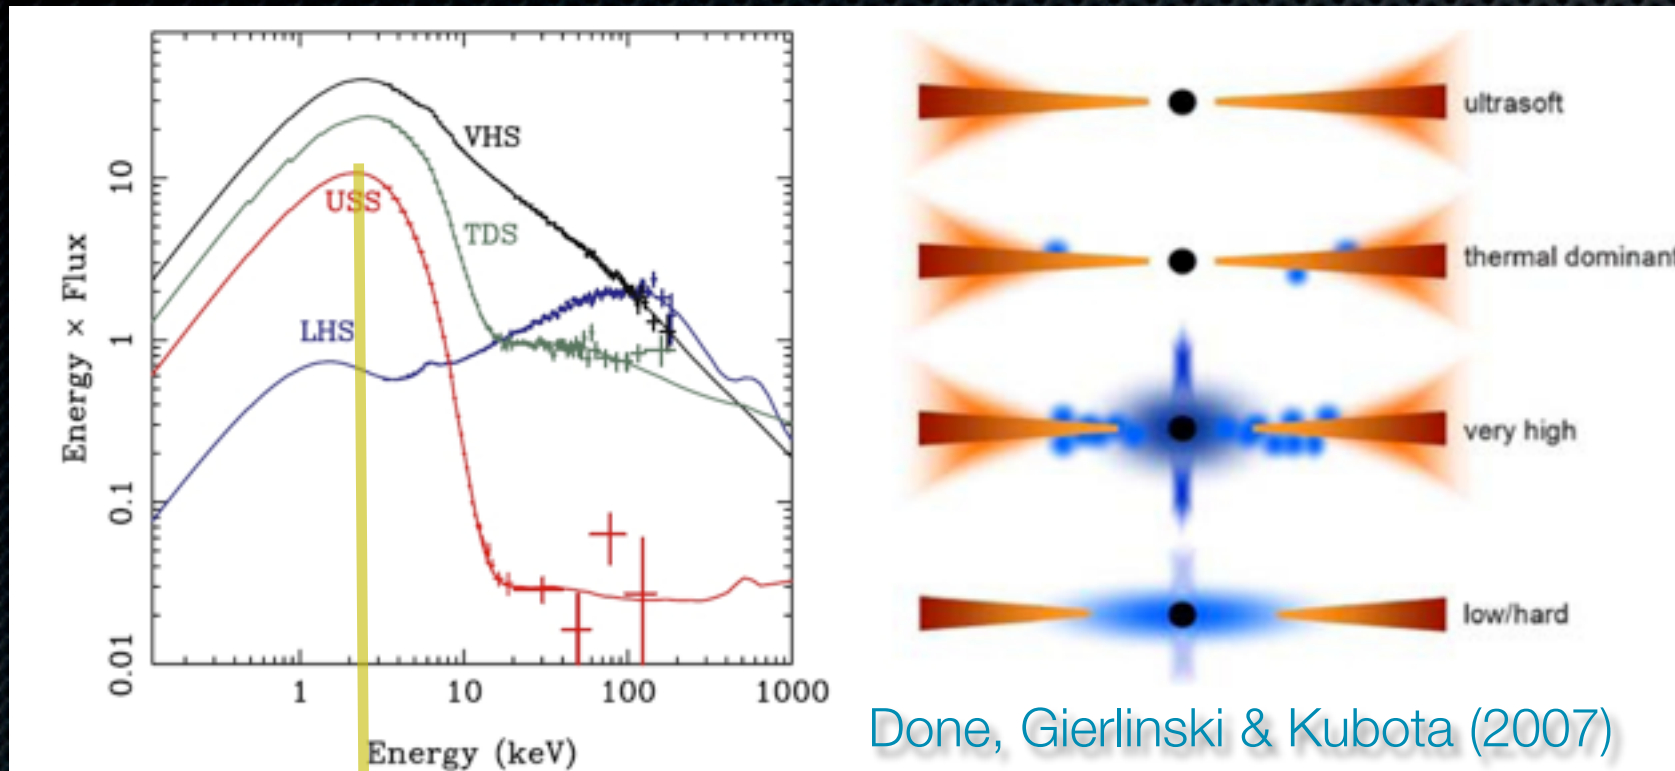 Energy × Flux
10
1
0.1
0.01
VHS
USS
TDS
LHS
1 10 100 1000
Energy (keV)
ultrasoft
thermal dominant
very high
low/hard
Done, Gierlinski & Kubota (2007)